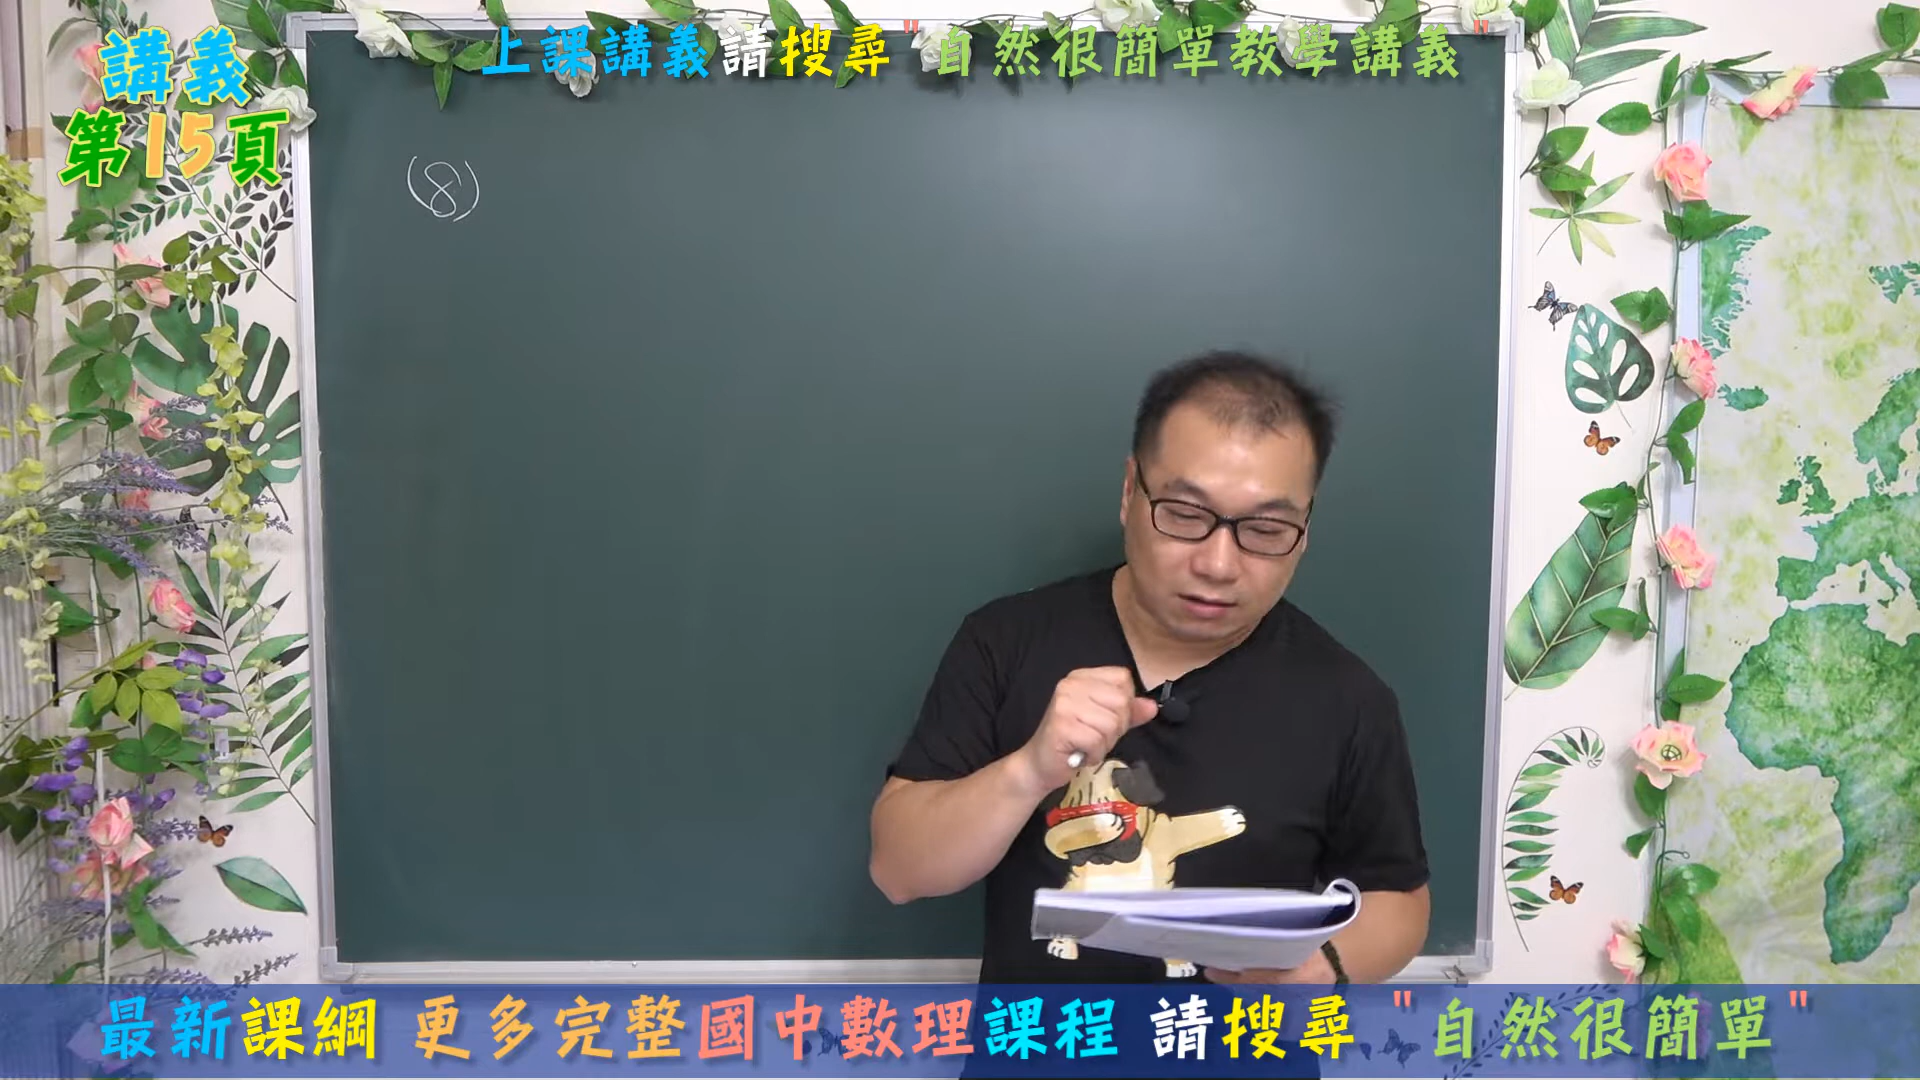 上課講義請搜尋"自然很簡單教學講義"
講義
第15頁
(8)
最新課綱 更多完整國中數理課程 請搜尋"自然很簡單"